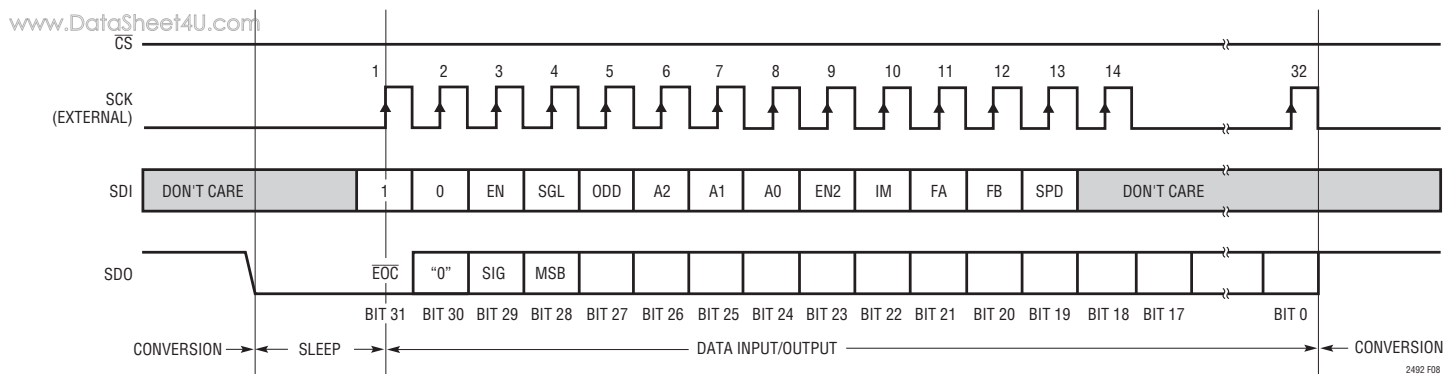 www.DataSheet4U.com
CS
1 2 3 4 5 6 7 8 9 10 11 12 13 14 32
SCK
(EXTERNAL)
SDI DON'T CARE 1 0 EN SGL ODD A2 A1 A0 EN2 IM FA FB SPD DON'T CARE
SDO EOC “0” SIG MSB
BIT 31 BIT 30 BIT 29 BIT 28 BIT 27 BIT 26 BIT 25 BIT 24 BIT 23 BIT 22 BIT 21 BIT 20 BIT 19 BIT 18 BIT 17 BIT 0
CONVERSION SLEEP DATA INPUT/OUTPUT CONVERSION
2492 F08